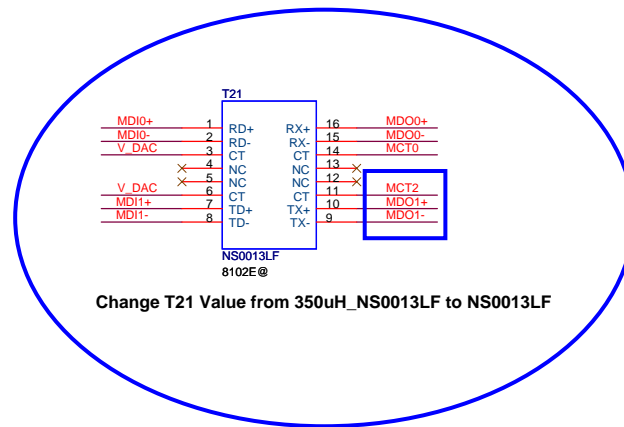 T21
MDI0+ 1 RD+ RX+ 16 MDO0+
MDI0- 2 RD- RX- 15 MDO0-
V_DAC 3 CT CT 14 MCT0
4 NC NC 13
5 NC NC 12
V_DAC 6 CT CT 11 MCT2
MDI1+ 7 TD+ TX+ 10 MDO1+
MDI1- 8 TD- TX- 9 MDO1-
NS0013LF
8102E@
Change T21 Value from 350uH_NS0013LF to NS0013LF